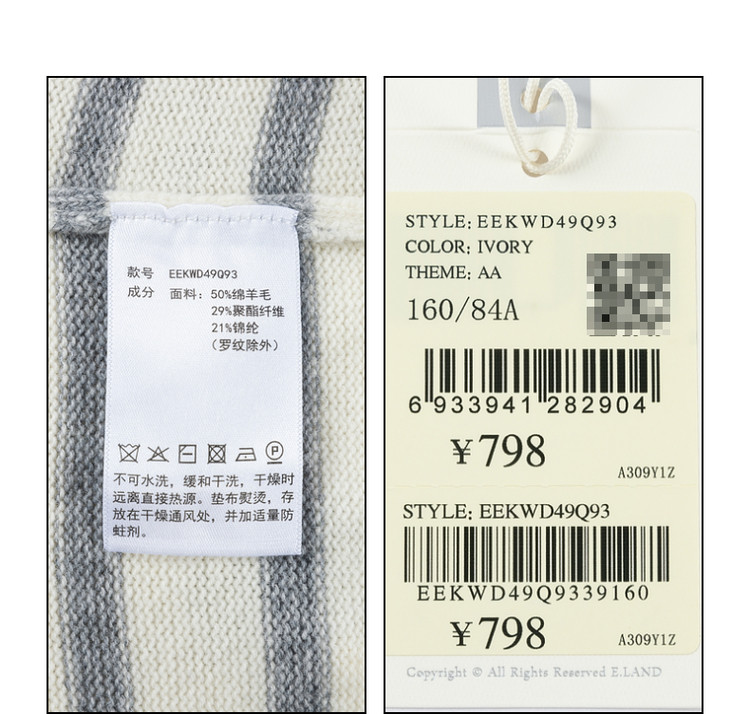 款号 EEKWD49Q93
成分 面料：50%绵羊毛
29%聚酯纤维
21%锦纶
（罗纹除外）
P
不可水洗，缓和干洗，干燥时
远离直接热源。垫布熨烫，存
放在干燥通风处，并加适量防
蛀剂。
STYLE: EEKWD49Q93
COLOR: IVORY
THEME: AA
160/84A
6 933941 282904
¥798
A309Y1Z
STYLE: EEKWD49Q93
EEKWD49Q9339160
¥798
A309Y1Z
Copyright © All Rights Reserved E.LAND